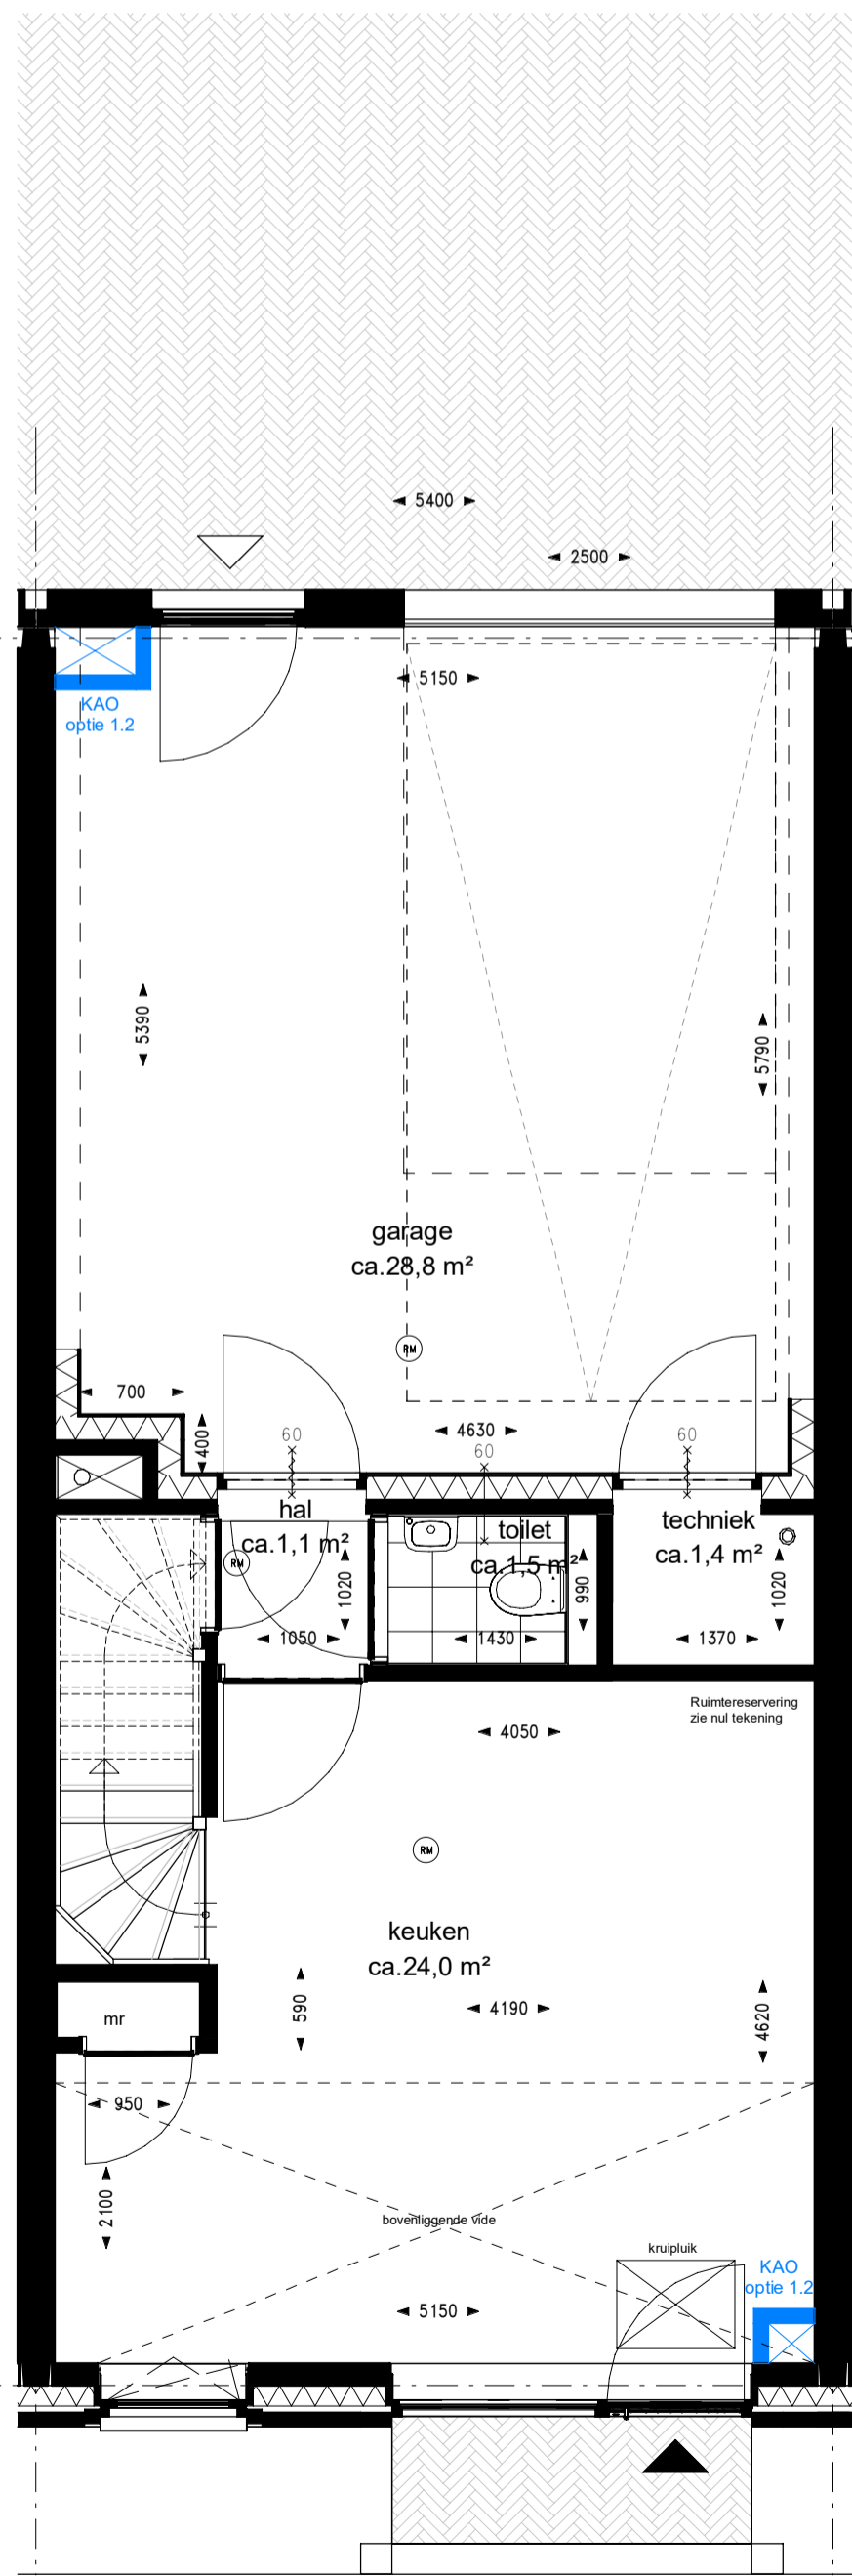 5400
2500
5150
KAO
optie 1.2
5390
5790
garage
ca.28,8 m²
RM
700
400
4630
60
60
60
hal
ca.1,1 m²
toilet
ca.1,5 m²
techniek
ca.1,4 m²
RM
1020
990
1020
1050
1430
1370
Ruimtereservering
zie nul tekening
4050
RM
keuken
ca.24,0 m²
590
4190
4620
mr
950
2100
bovenliggende vide
kruipluik
KAO
optie 1.2
5150